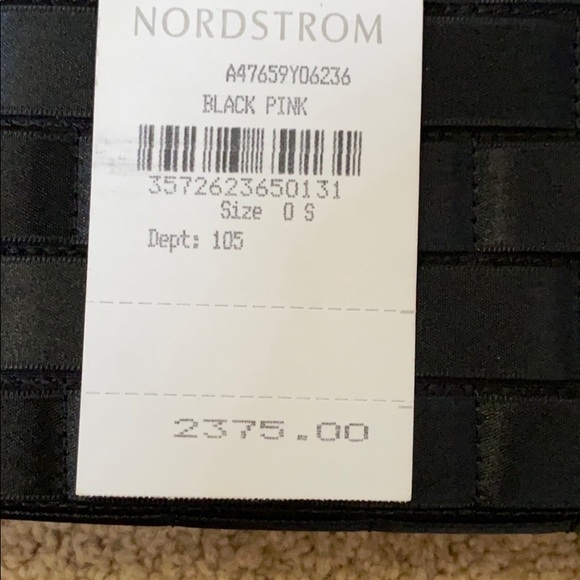 NORDSTROM
A47659Y06236
BLACK PINK
3572623650131
Size 0 S
Dept: 105
2375.00